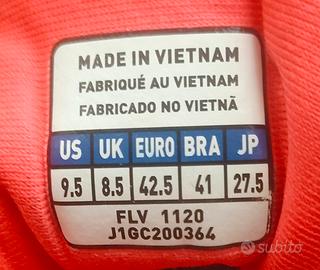 MADE IN VIETNAM
FABRIQUÉ AU VIETNAM
FABRICADO NO VIETNÃ
US UK EURO BRA JP
9.5 8.5 42.5 41 27.5
FLV 1120
J1GC200364
subito